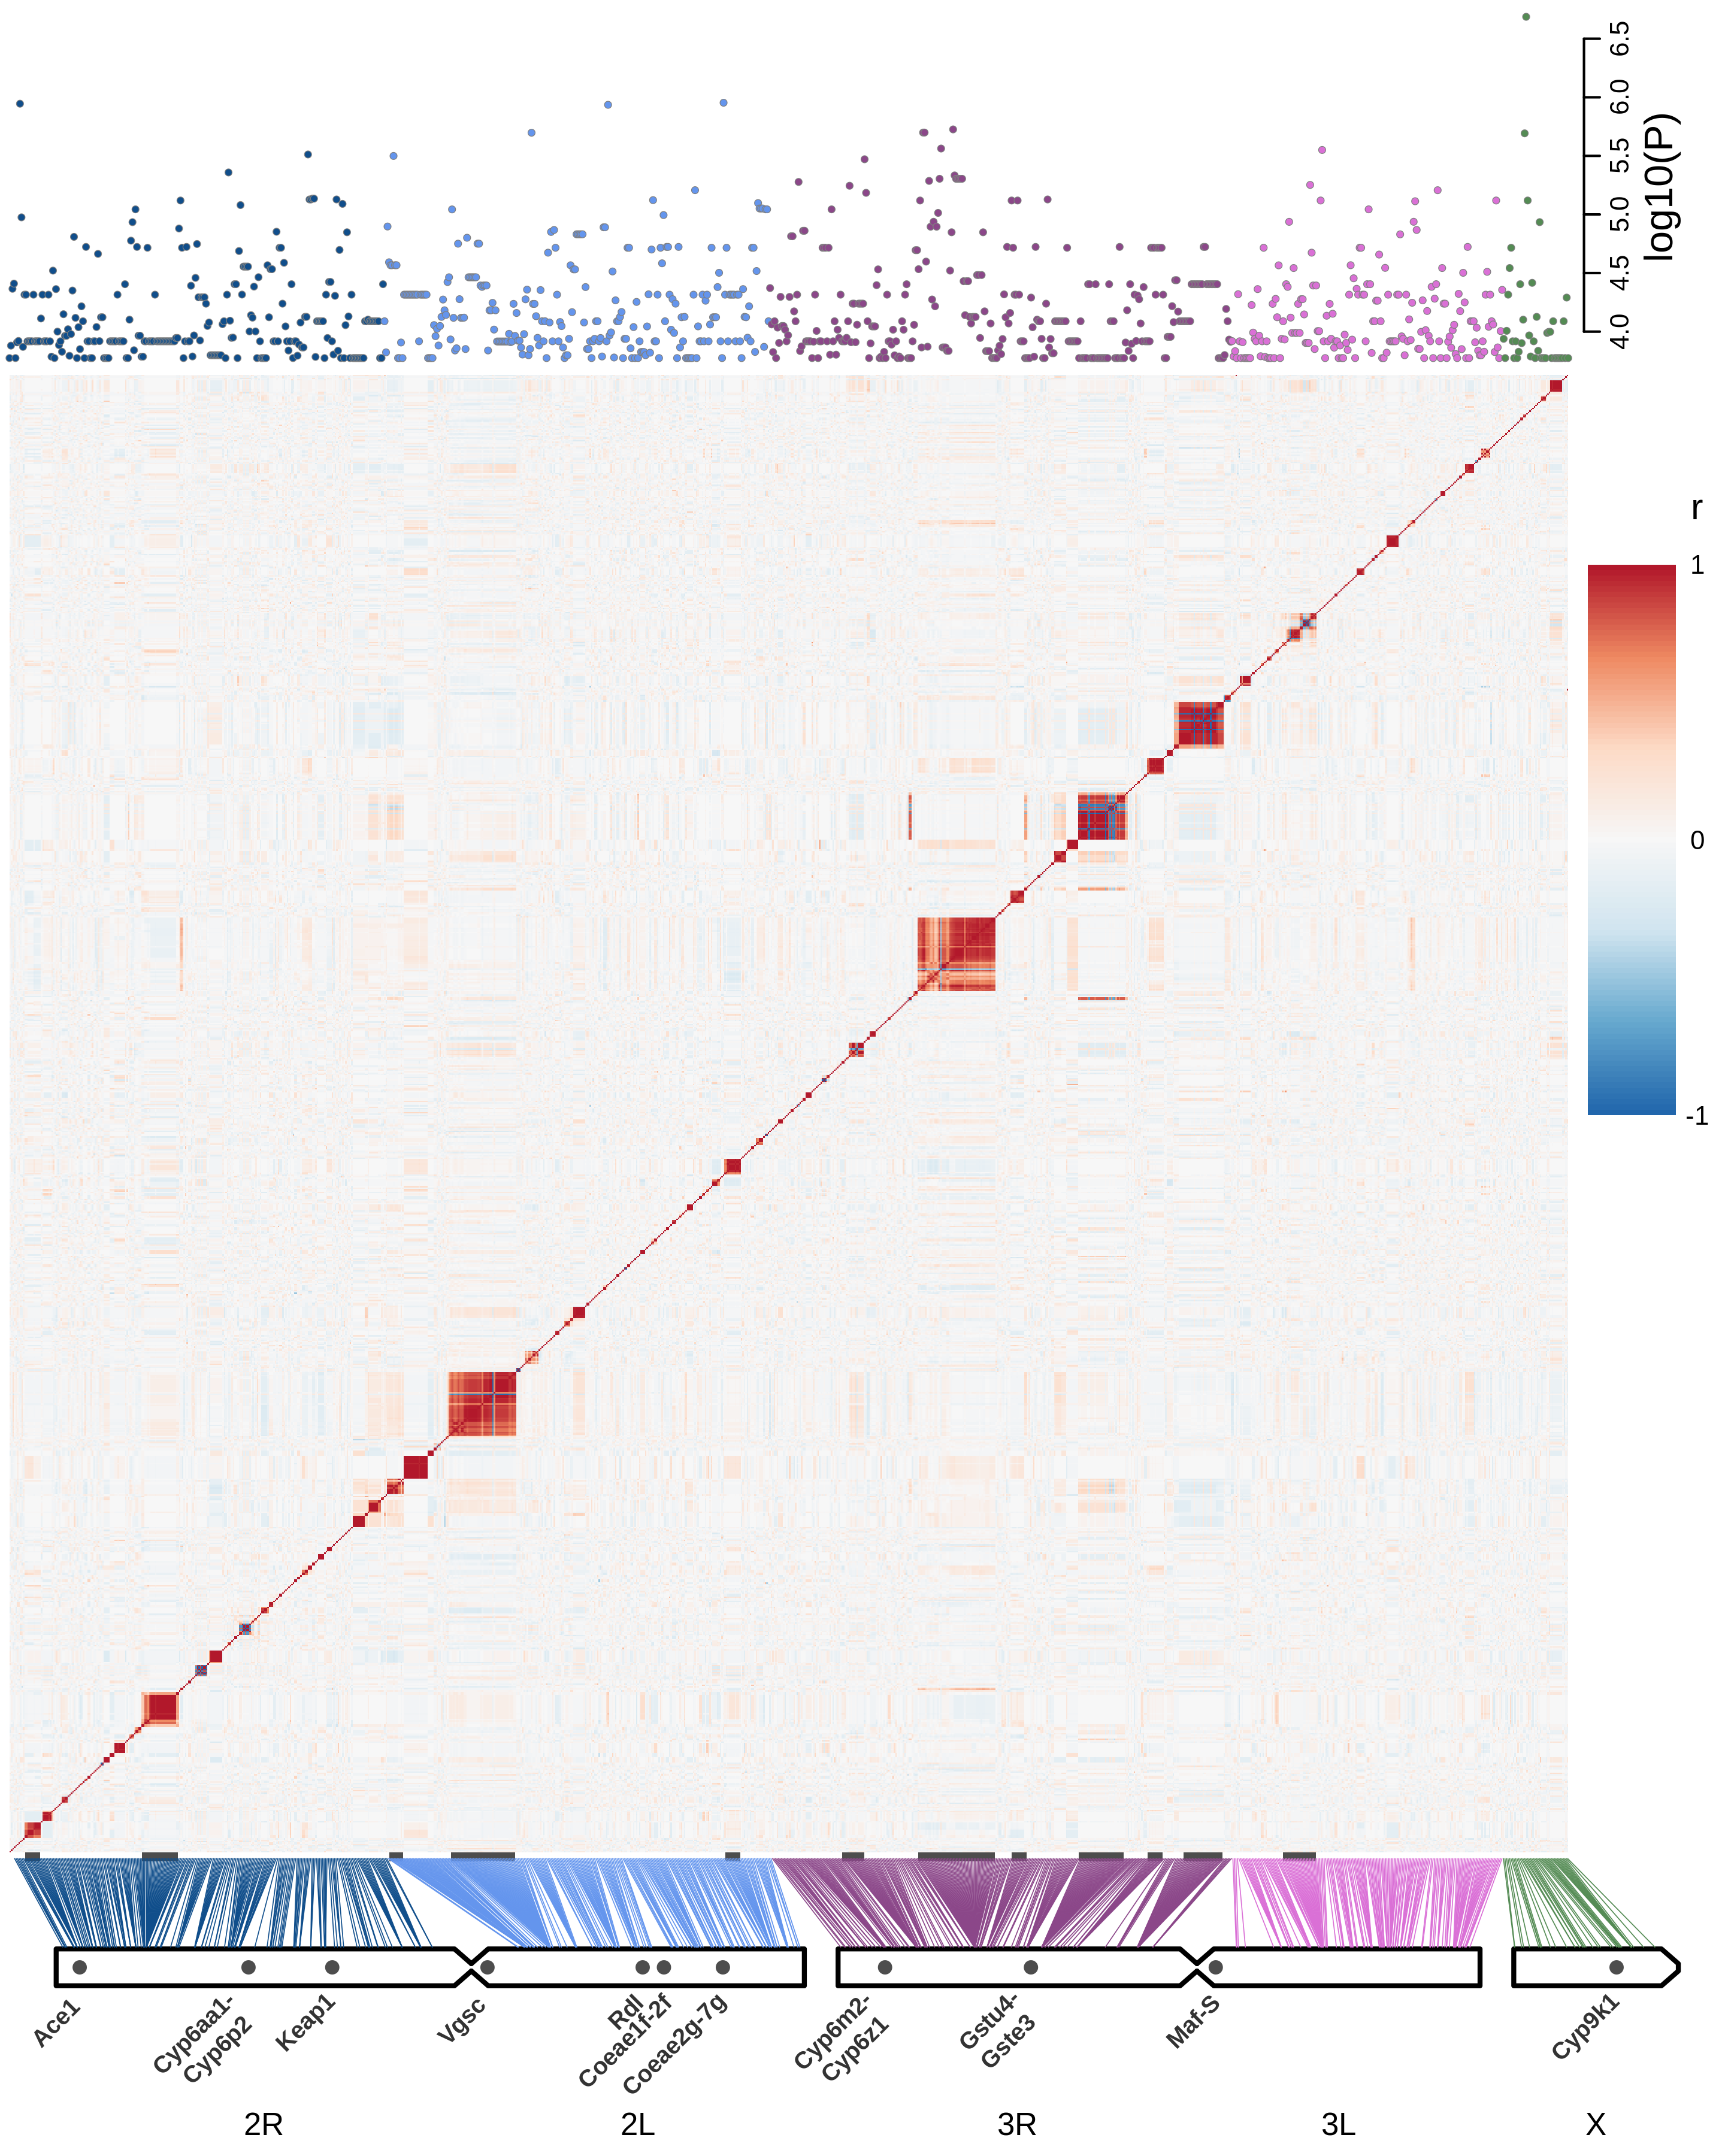 6.5
6.0
5.5
5.0
4.5
4.0
log10(P)
r
1
0
-1
Ace1
Cyp6aa1-
Cyp6p2
Keap1
Vgsc
Rdl
Coeae1f-2f
Coeae2g-7g
Cyp6m2-
Cyp6z1
Gstu4-
Gste3
Maf-S
Cyp9k1
2R
2L
3R
3L
X